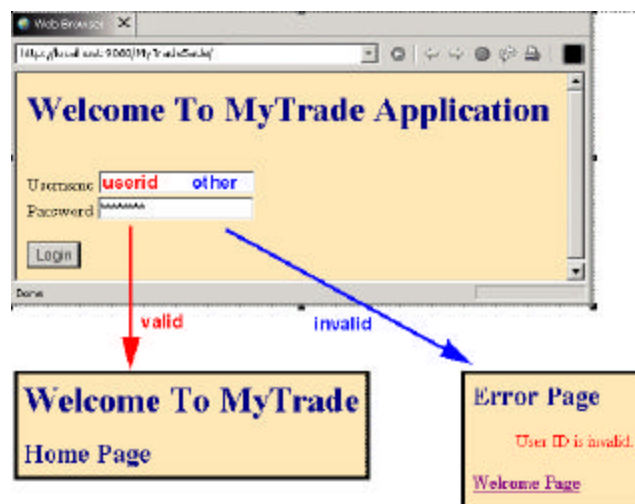 Web Browser
Welcome To MyTrade Application
Username userid other
Password *******
Login
Done
valid
invalid
Welcome To MyTrade
Home Page
Error Page
User ID is invalid.
Welcome Page